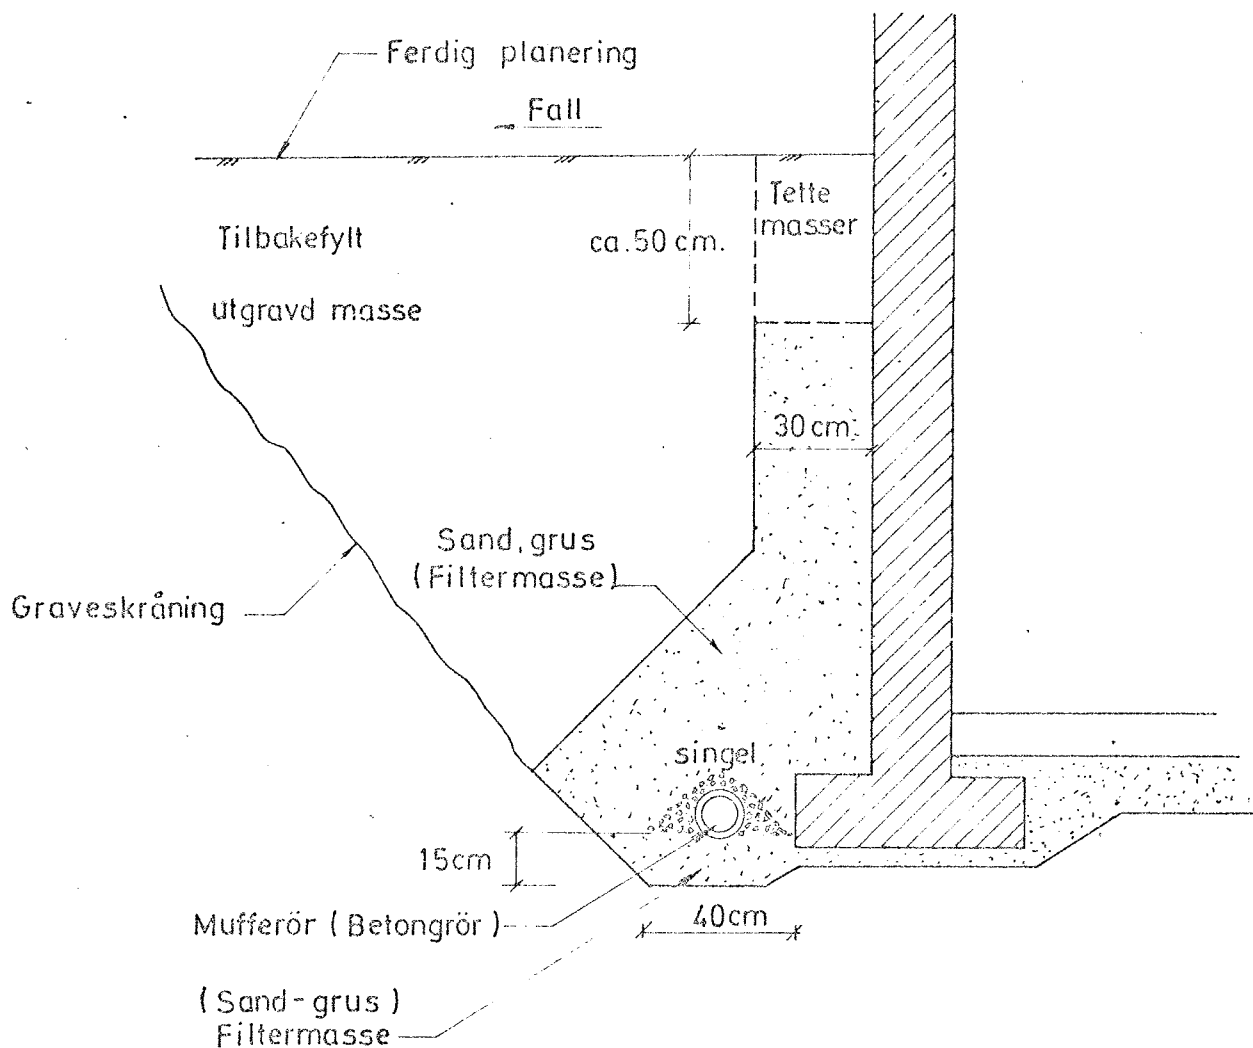 Ferdig planering
Fall
Tette
masser
ca.50 cm.
Tilbakefylt
utgravd masse
30 cm.
Sand, grus
(Filtermasse)
Graveskråning
singel
15cm
40cm
Mufferör (Betongrör)
(Sand-grus)
Filtermasse